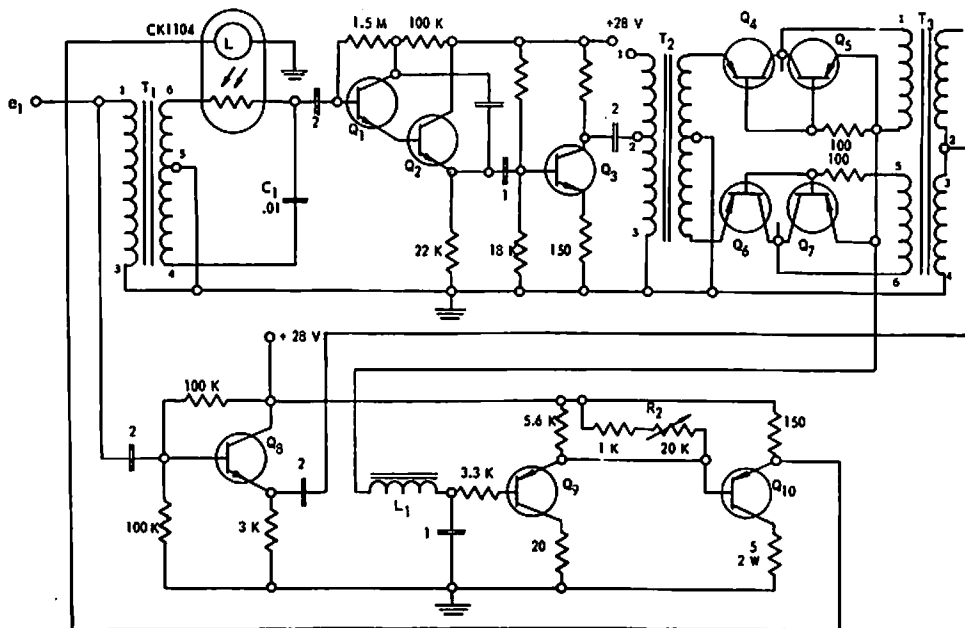 CK1104
L
1.5 M
100 K
+28 V
Q4
Q5
1
T3
T2
1
e1
1
T1
6
2
Q1
2
2
100
2
100
5
Q2
Q3
5
3
C1
.01
1
22 K
18 K
150
Q6
Q7
3
4
3
6
4
+ 28 V
100 K
5.6 K
R2
150
2
Q8
1 K
20 K
2
3.3 K
Q9
Q10
L1
100 K
3 K
1
20
5
2 W